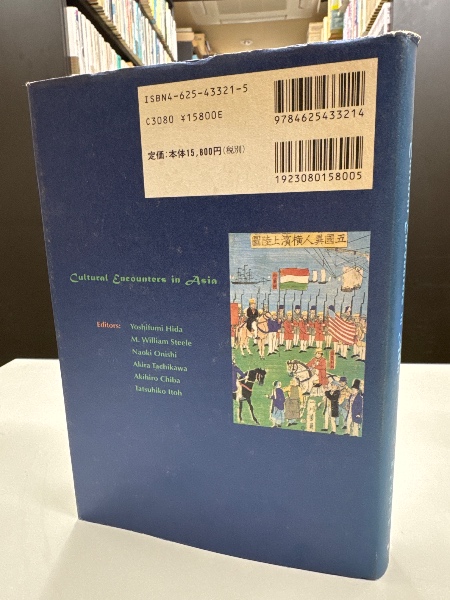 ISBN4-625-43321-5
C3080 ¥15800E
定価:本体15,800円(税別)
9784625433214
1923080158005
五國異人横濱上陸圖
Cultural Encounters in Asia
Editors: Yoshifumi Hida
M. William Steele
Naoki Onishi
Akira Tachikawa
Akihiro Chiba
Tatsuhiko Itoh